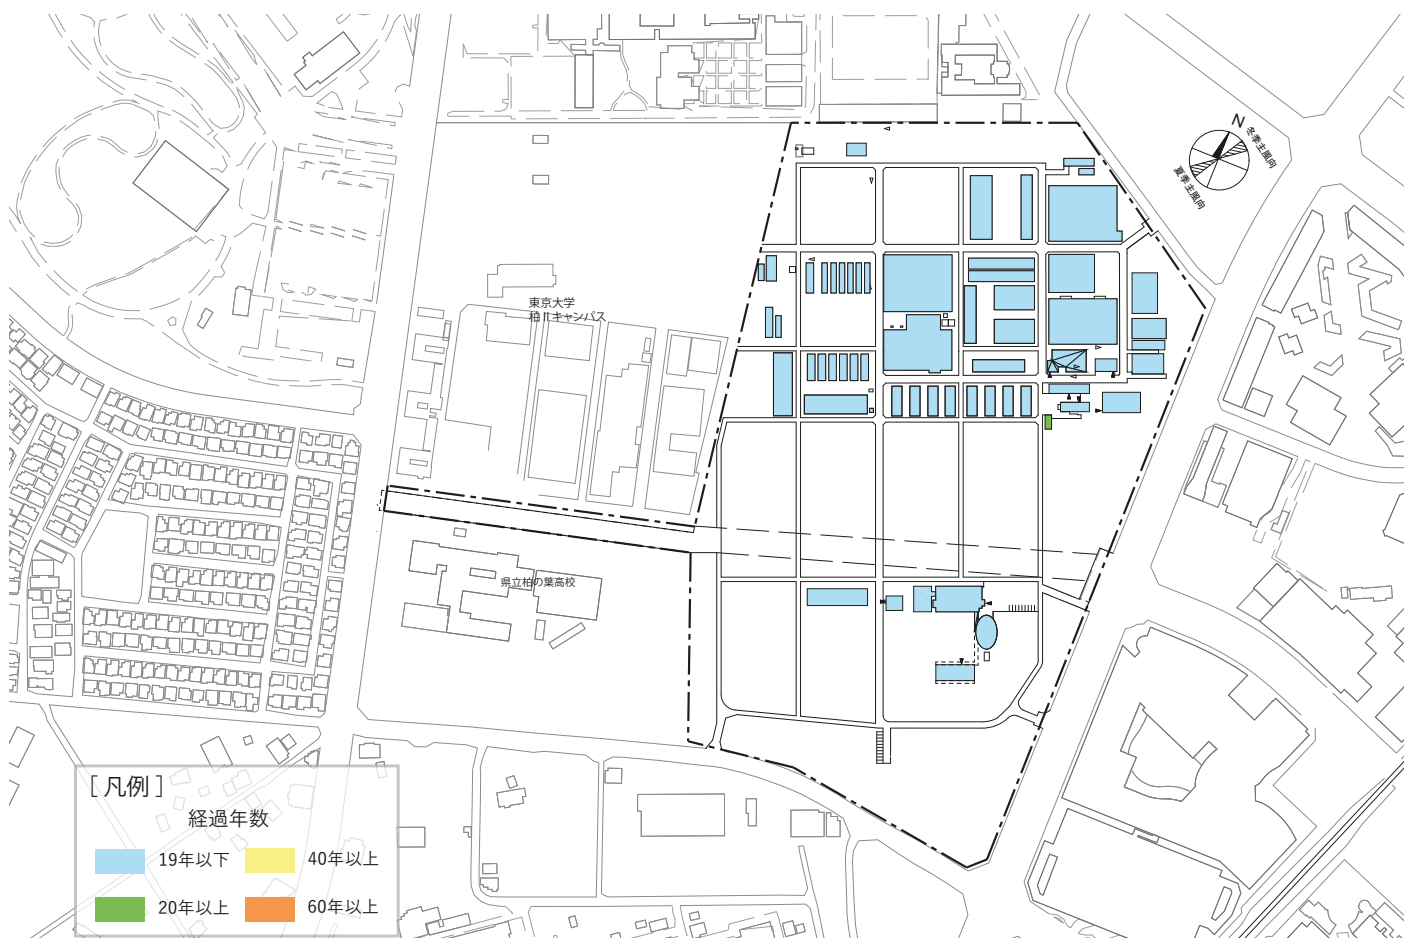 N
冬季主風向
夏季主風向
東京大学
柏IIキャンパス
県立柏の葉高校
[凡例]
経過年数
19年以下
40年以上
20年以上
60年以上